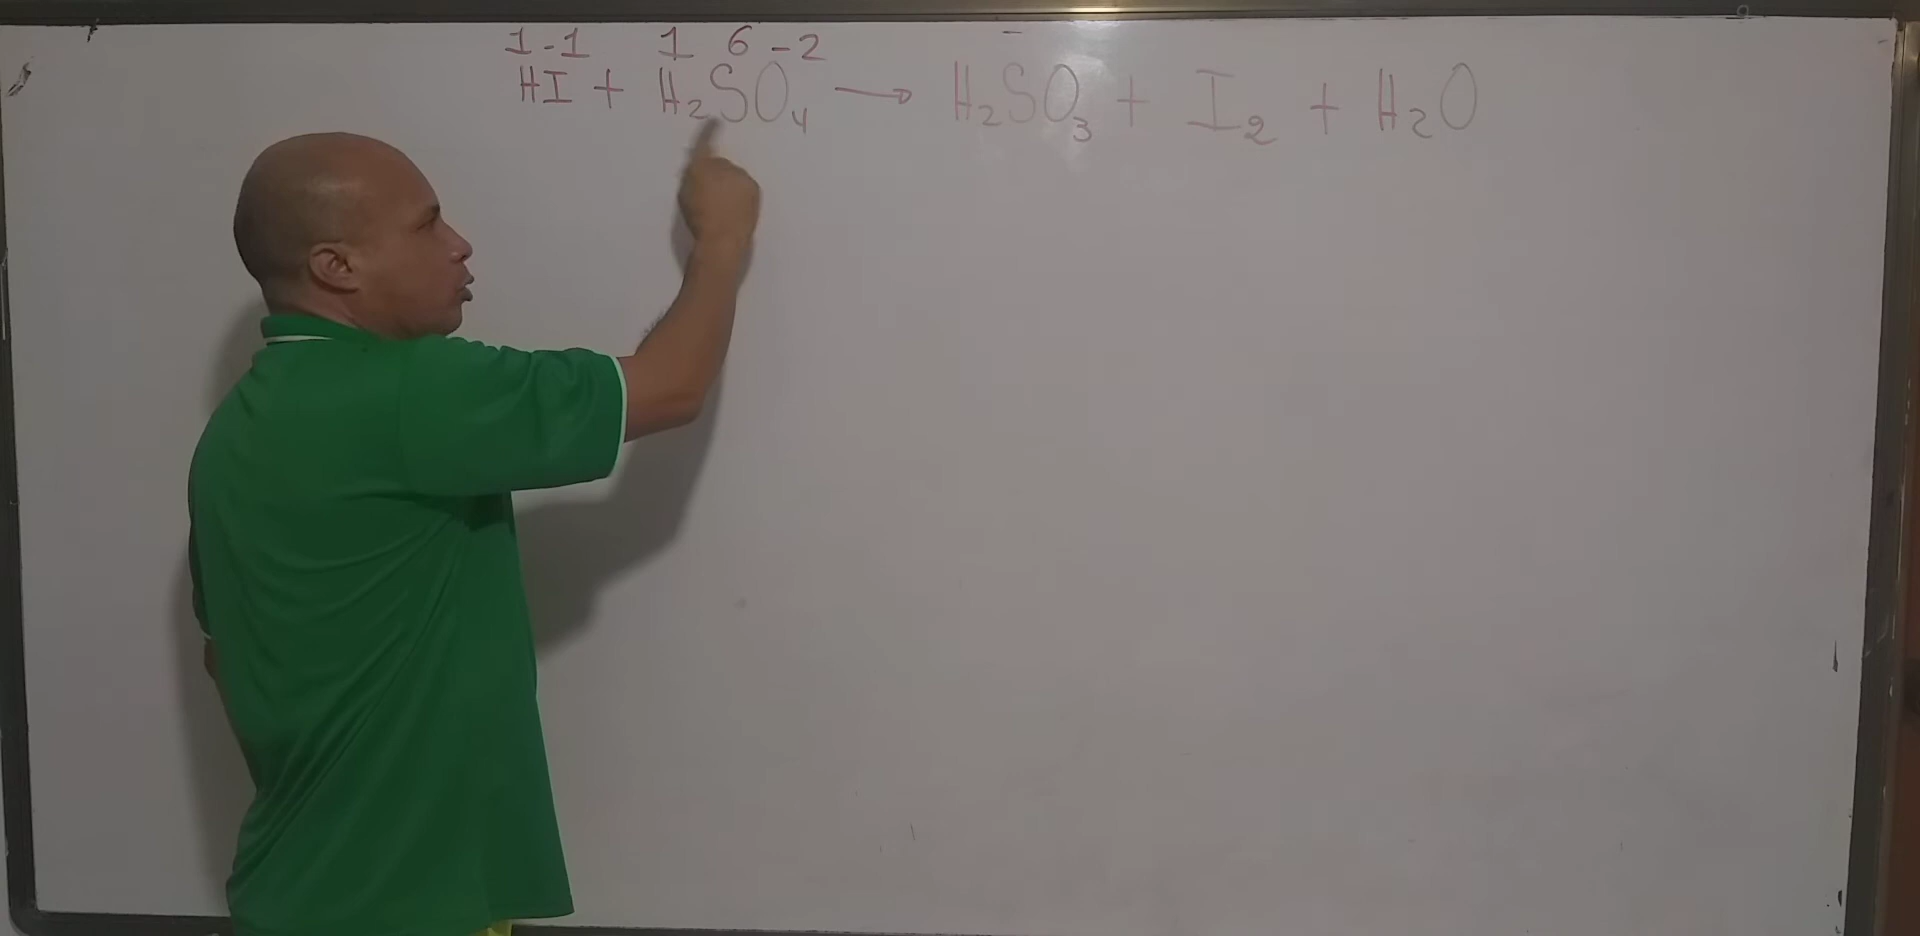 1 -1 1 6 -2
HI + H₂SO₄ → H₂SO₃ + I₂ + H₂O